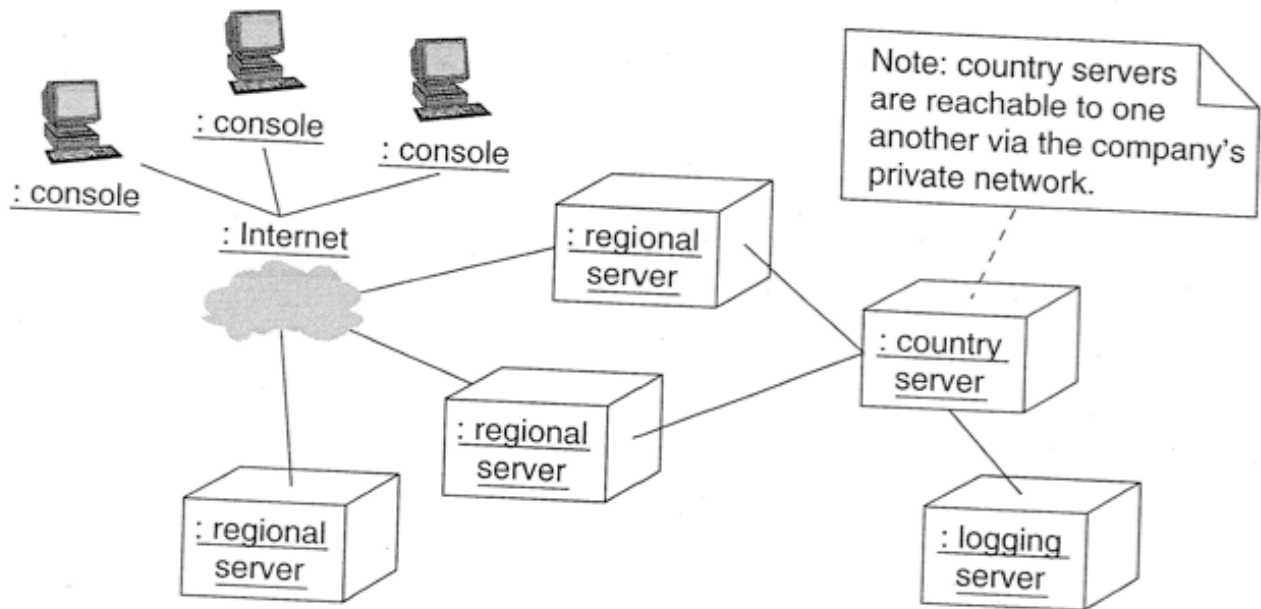 : console
: console
: console
: Internet
Note: country servers
are reachable to one
another via the company's
private network.
: regional
server
: country
server
: regional
server
: regional
server
: logging
server